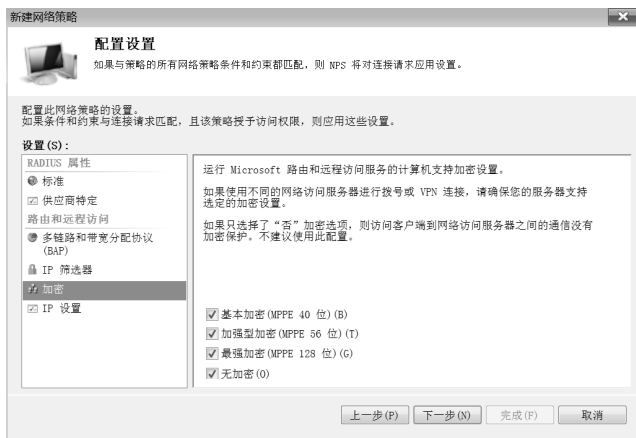 新建网络策略
配置设置
如果与策略的所有网络策略条件和约束都匹配，则 NPS 将对连接请求应用设置。
配置此网络策略的设置。
如果条件和约束与连接请求匹配，且该策略授予访问权限，则应用这些设置。
设置(S):
RADIUS 属性
标准
供应商特定
路由和远程访问
多链路和带宽分配协议
(BAP)
IP 筛选器
加密
IP 设置
运行 Microsoft 路由和远程访问服务的计算机支持加密设置。
如果使用不同的网络访问服务器进行拨号或 VPN 连接，请确保您的服务器支持
选定的加密设置。
如果只选择了“否”加密选项，则访问客户端到网络访问服务器之间的通信没有
加密保护。不建议使用此配置。
基本加密(MPPE 40 位)(B)
加强型加密(MPPE 56 位)(T)
最强加密(MPPE 128 位)(G)
无加密(O)
上一步(P) 下一步(N) 完成(F) 取消